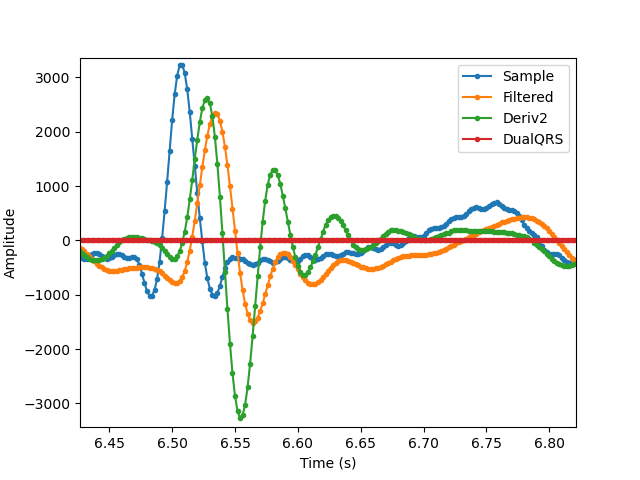 3000
2000
1000
0
−1000
−2000
−3000
Amplitude
6.45 6.50 6.55 6.60 6.65 6.70 6.75 6.80
Time (s)
Sample
Filtered
Deriv2
DualQRS